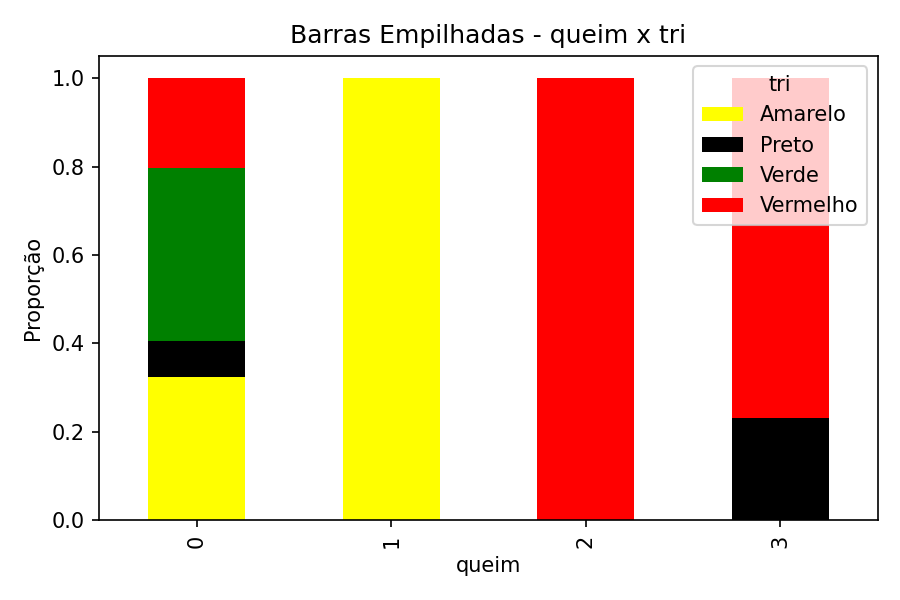 Barras Empilhadas - queim x tri
tri
Amarelo
Preto
Verde
Vermelho
Proporção
1.0
0.8
0.6
0.4
0.2
0.0
0
1
2
3
queim